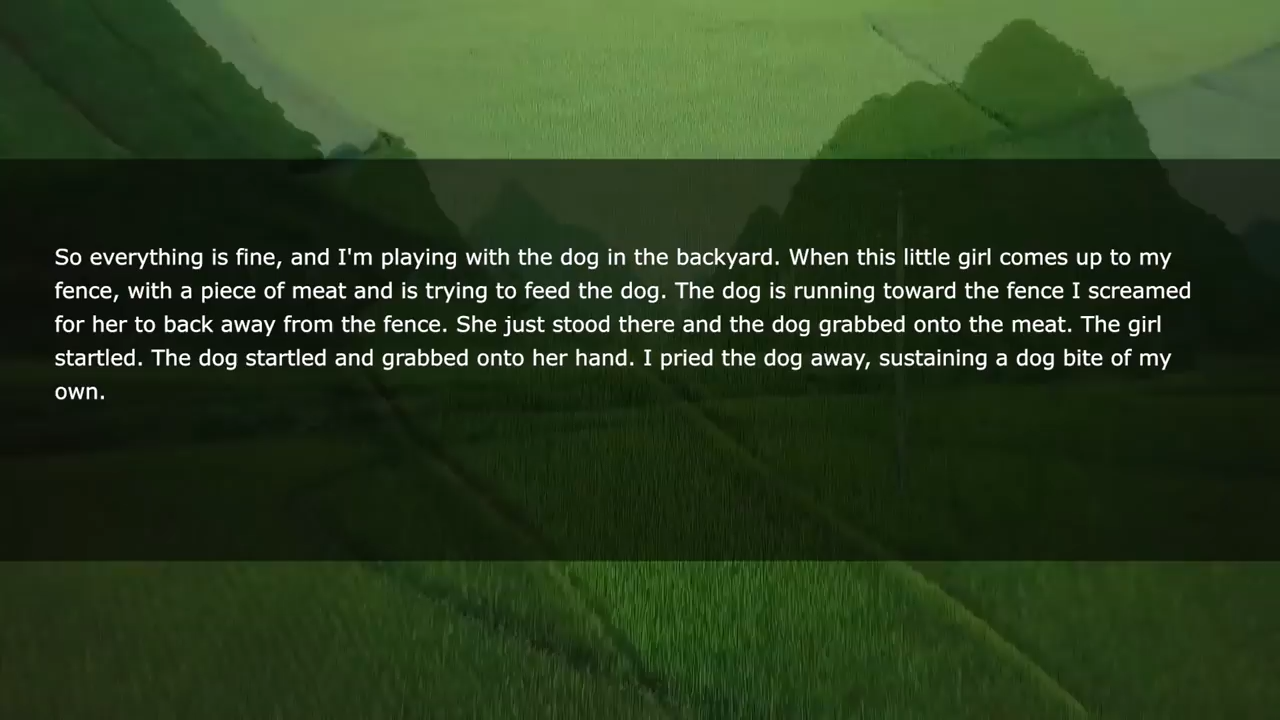 So everything is fine, and I'm playing with the dog in the backyard. When this little girl comes up to my
fence, with a piece of meat and is trying to feed the dog. The dog is running toward the fence I screamed
for her to back away from the fence. She just stood there and the dog grabbed onto the meat. The girl
startled. The dog startled and grabbed onto her hand. I pried the dog away, sustaining a dog bite of my
own.